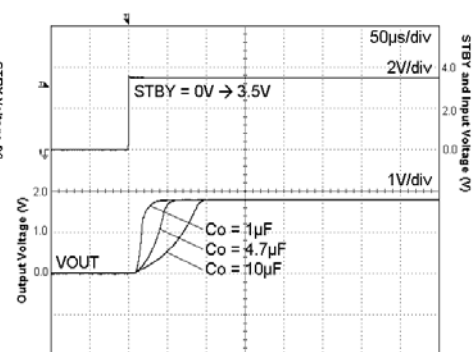 50µs/div
2V/div
4.0
STBY = 0V → 3.5V
2.0
0.0
STBY and Input Voltage (V)
1V/div
2.0
1.0
0.0
Output Voltage (V)
Co = 1µF
Co = 4.7µF
Co = 10µF
VOUT